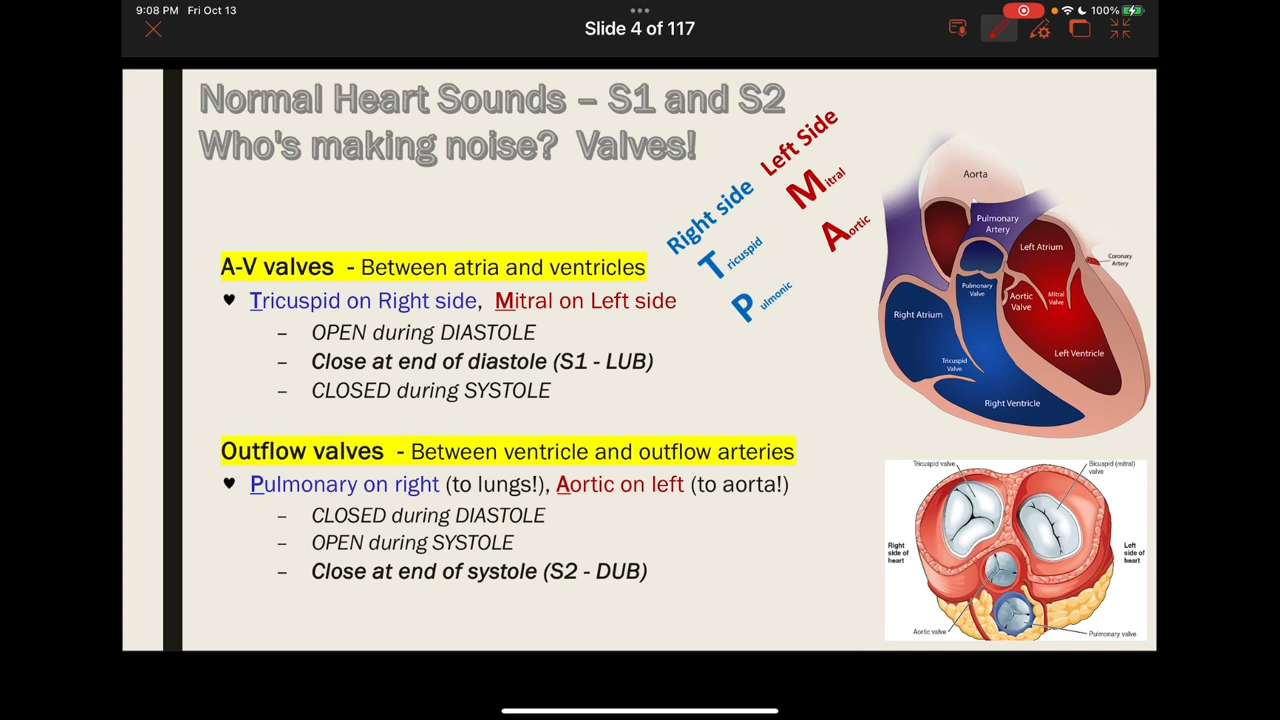 9:08 PM Fri Oct 13
100%
Slide 4 of 117
Normal Heart Sounds – S1 and S2
Who's making noise? Valves!
Right side
Tricuspid
Pulmonic
Left Side
Mitral
Aortic
A-V valves - Between atria and ventricles
♥ Tricuspid on Right side, Mitral on Left side
– OPEN during DIASTOLE
– Close at end of diastole (S1 - LUB)
– CLOSED during SYSTOLE
Outflow valves - Between ventricle and outflow arteries
♥ Pulmonary on right (to lungs!), Aortic on left (to aorta!)
– CLOSED during DIASTOLE
– OPEN during SYSTOLE
– Close at end of systole (S2 - DUB)
Aorta
Pulmonary
Artery
Left Atrium
Coronary
Artery
Pulmonary
Valve
Aortic
Valve
Mitral
Valve
Right Atrium
Left Ventricle
Tricuspid
Valve
Right Ventricle
Tricuspid valve
Bicuspid (mitral)
valve
Right
side of
heart
Left
side of
heart
Aortic valve
Pulmonary valve